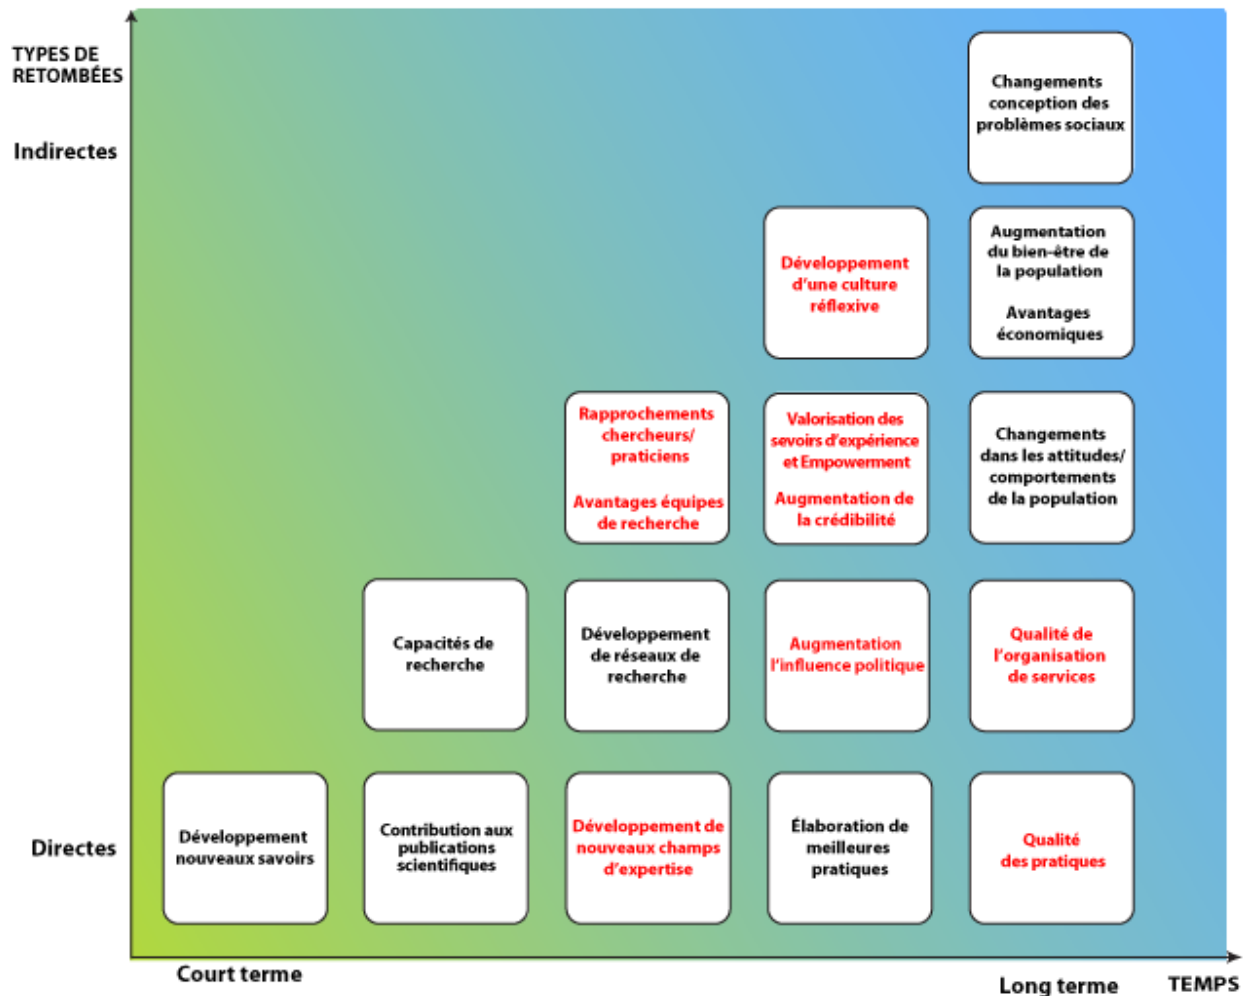 TYPES DE
RETOMBÉES
Indirectes
Changements
conception des
problèmes sociaux
Développement
d'une culture
réflexive
Augmentation
du bien-être de
la population
Avantages
économiques
Rapprochements
chercheurs/
praticiens
Avantages équipes
de recherche
Valorisation des
sevoirs d'expérience
et Empowerment
Augmentation de
la crédibilité
Changements
dans les attitudes/
comportements
de la population
Capacités de
recherche
Développement
de réseaux de
recherche
Augmentation
l'influence politique
Qualité de
l'organisation
de services
Directes
Développement
nouveaux savoirs
Contribution aux
publications
scientifiques
Développement de
nouveaux champs
d'expertise
Élaboration de
meilleures
pratiques
Qualité
des pratiques
Court terme
Long terme
TEMPS